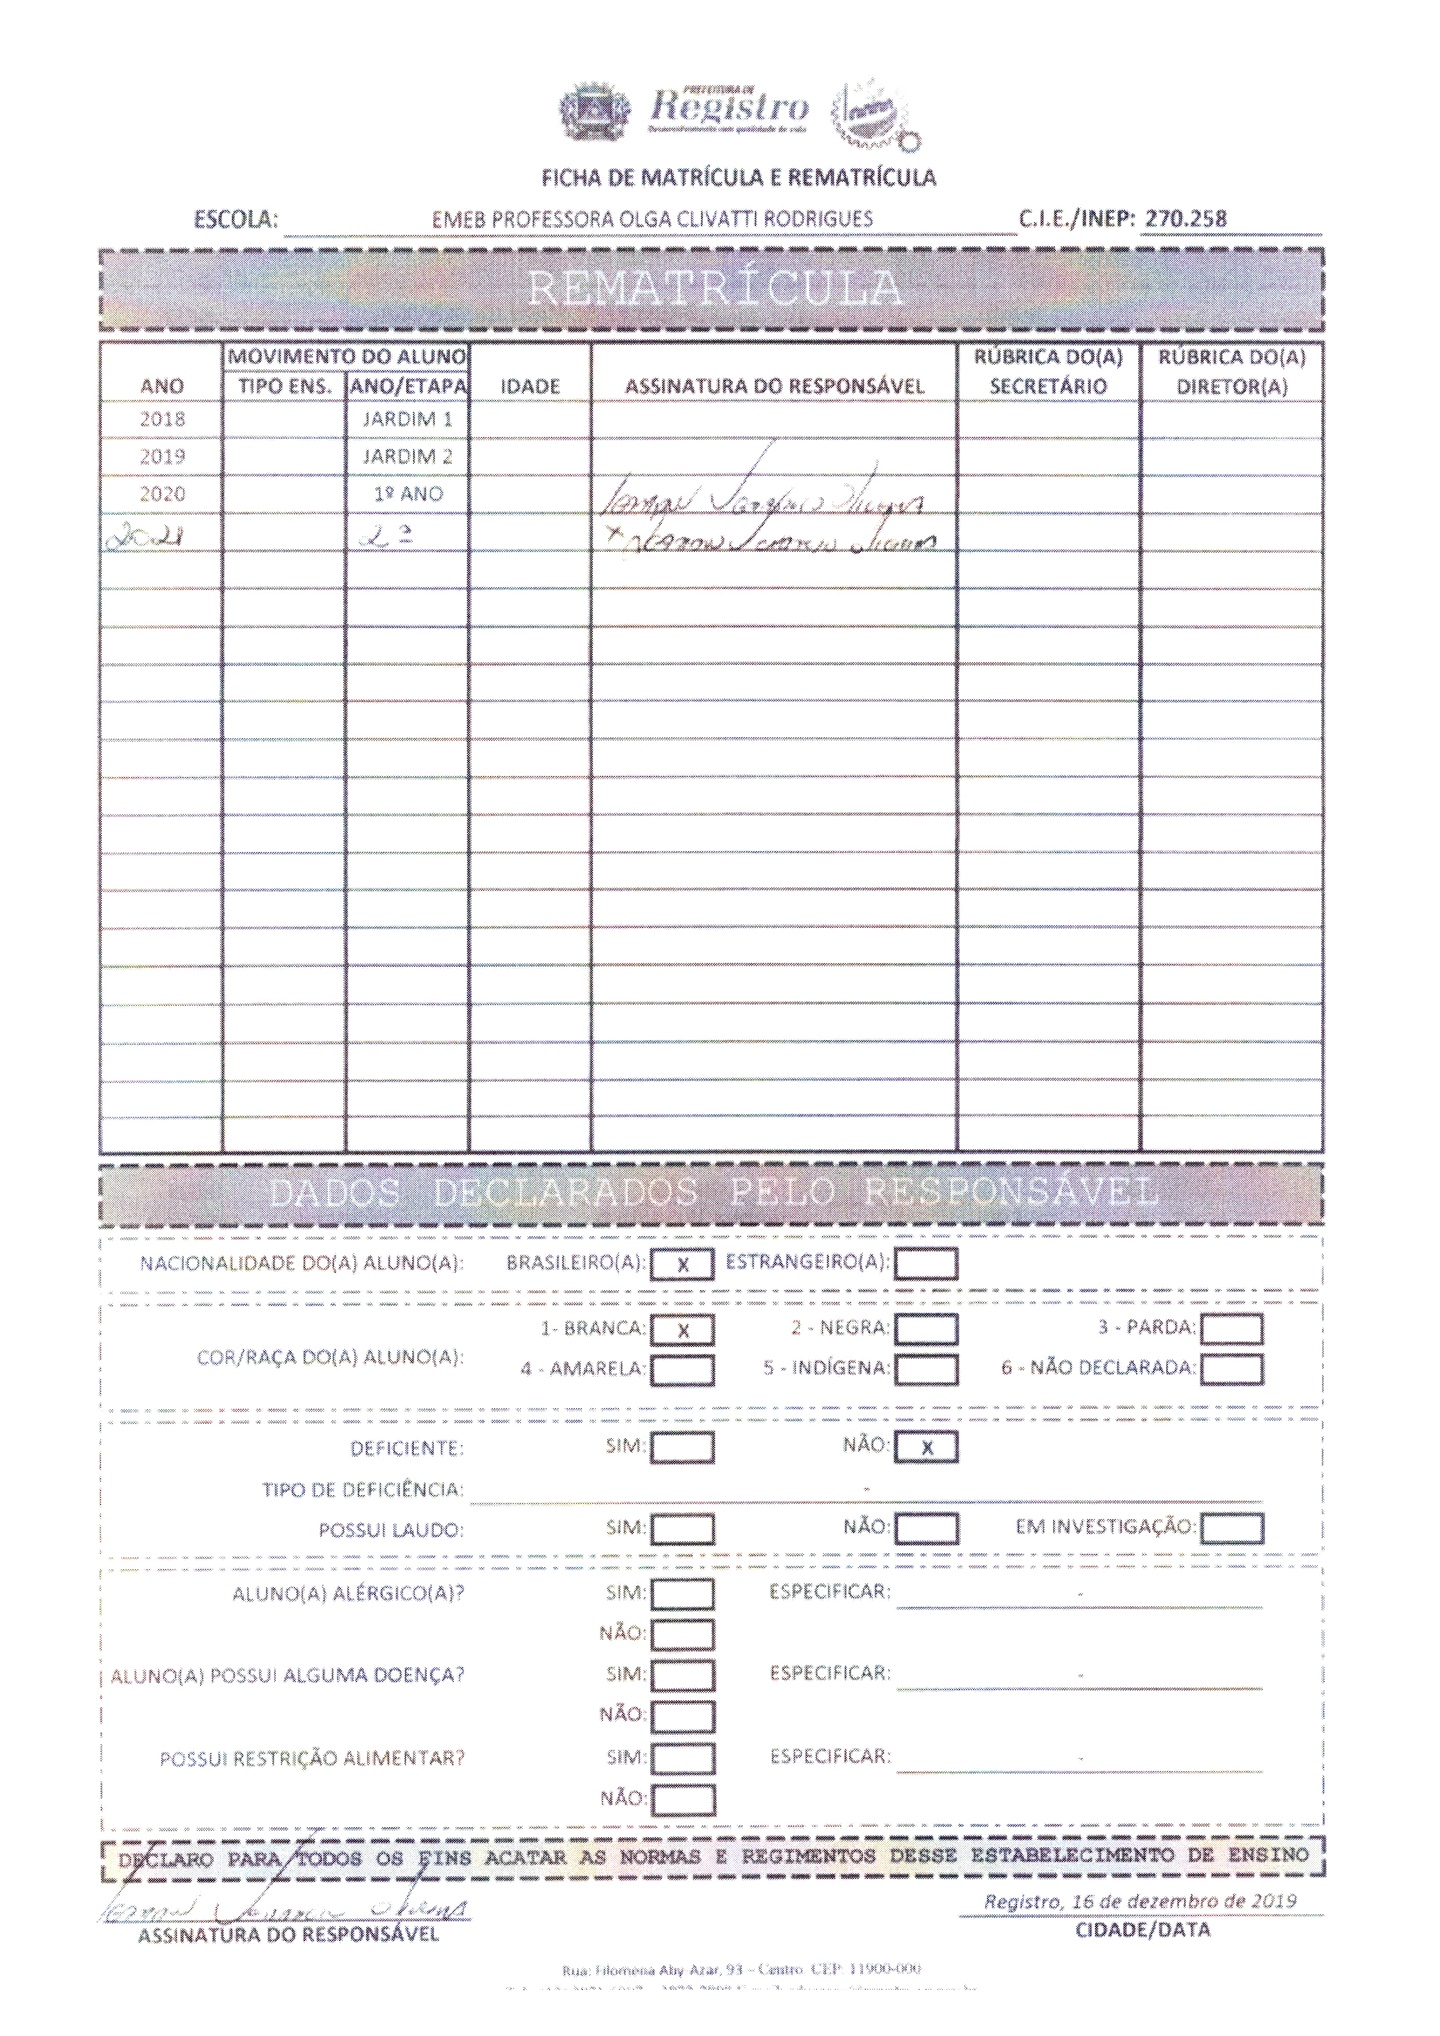 PREFEITURA DE
Registro
Desenvolvimento com qualidade de vida
FICHA DE MATRÍCULA E REMATRÍCULA
ESCOLA: EMEB PROFESSORA OLGA CLIVATTI RODRIGUES C.I.E./INEP: 270.258
REMATRÍCULA
MOVIMENTO DO ALUNO RÚBRICA DO(A) RÚBRICA DO(A)
ANO TIPO ENS. ANO/ETAPA IDADE ASSINATURA DO RESPONSÁVEL SECRETÁRIO DIRETOR(A)
2018 JARDIM 1
2019 JARDIM 2
2020 1º ANO
2021 2º
DADOS DECLARADOS PELO RESPONSÁVEL
NACIONALIDADE DO(A) ALUNO(A): BRASILEIRO(A): X ESTRANGEIRO(A):
1- BRANCA: X 2 - NEGRA: 3 - PARDA:
COR/RAÇA DO(A) ALUNO(A):
4 - AMARELA: 5 - INDÍGENA: 6 - NÃO DECLARADA:
DEFICIENTE: SIM: NÃO: X
TIPO DE DEFICIÊNCIA: -
POSSUI LAUDO: SIM: NÃO: EM INVESTIGAÇÃO:
ALUNO(A) ALÉRGICO(A)? SIM: ESPECIFICAR: -
NÃO:
ALUNO(A) POSSUI ALGUMA DOENÇA? SIM: ESPECIFICAR: -
NÃO:
POSSUI RESTRIÇÃO ALIMENTAR? SIM: ESPECIFICAR: -
NÃO:
DECLARO PARA TODOS OS FINS ACATAR AS NORMAS E REGIMENTOS DESSE ESTABELECIMENTO DE ENSINO
Registro, 16 de dezembro de 2019
ASSINATURA DO RESPONSÁVEL CIDADE/DATA
Rua: Filomena Aby Azar, 93 – Centro. CEP: 11900-000